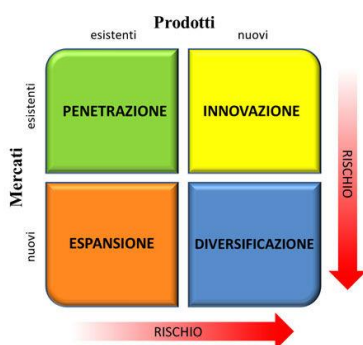 Prodotti
esistenti nuovi
Mercati
esistenti
PENETRAZIONE INNOVAZIONE
RISCHIO
nuovi
ESPANSIONE DIVERSIFICAZIONE
RISCHIO